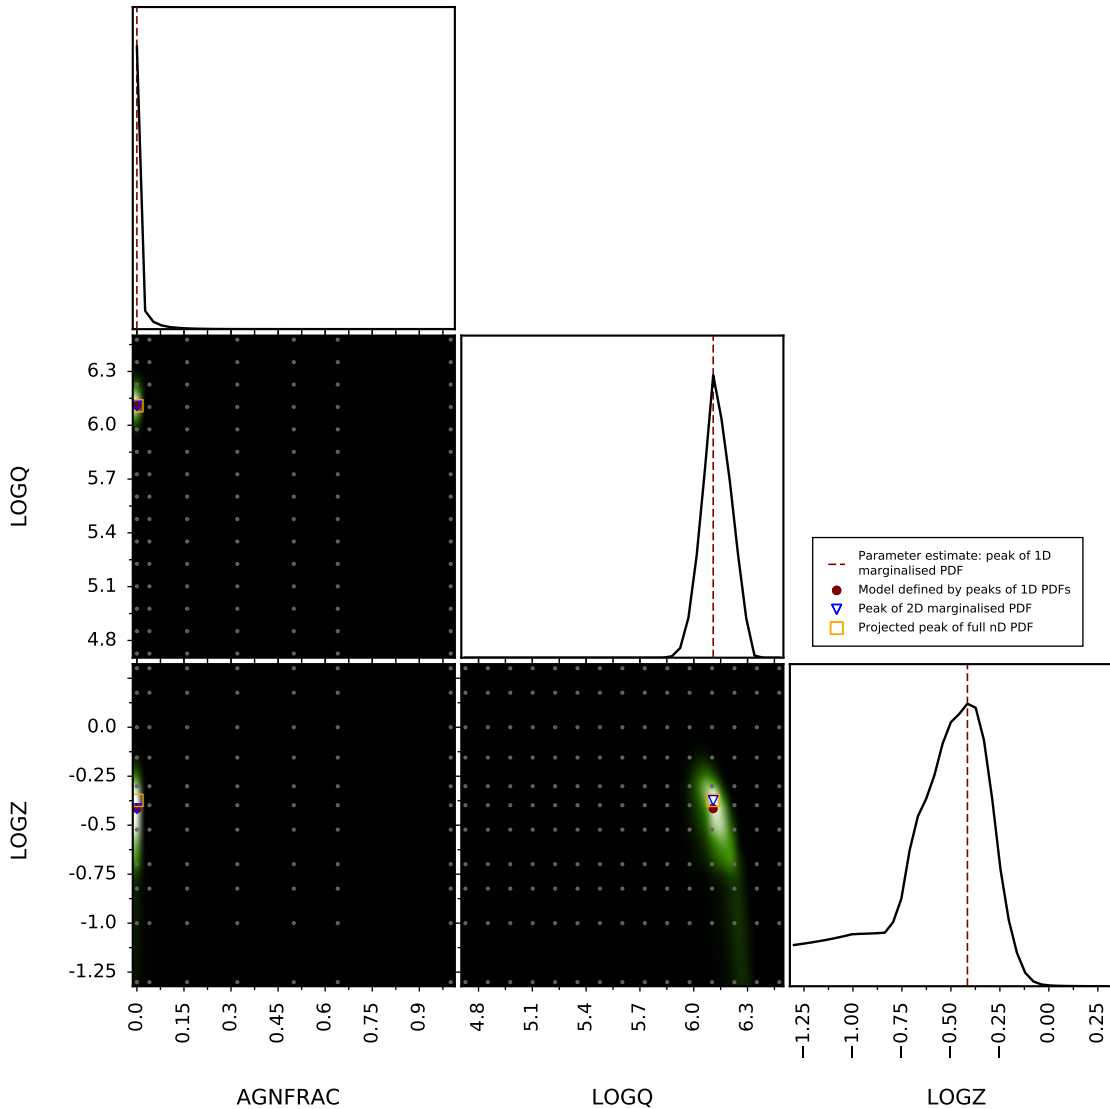 6.3
6.0
5.7
5.4
5.1
4.8
LOGQ
Parameter estimate: peak of 1D
marginalised PDF
Model defined by peaks of 1D PDFs
Peak of 2D marginalised PDF
Projected peak of full nD PDF
0.0
-0.25
-0.5
-0.75
-1.0
-1.25
LOGZ
0.0 0.15 0.3 0.45 0.6 0.75 0.9
4.8 5.1 5.4 5.7 6.0 6.3
−1.25 −1.00 −0.75 −0.50 −0.25 0.00 0.25
AGNFRAC LOGQ LOGZ